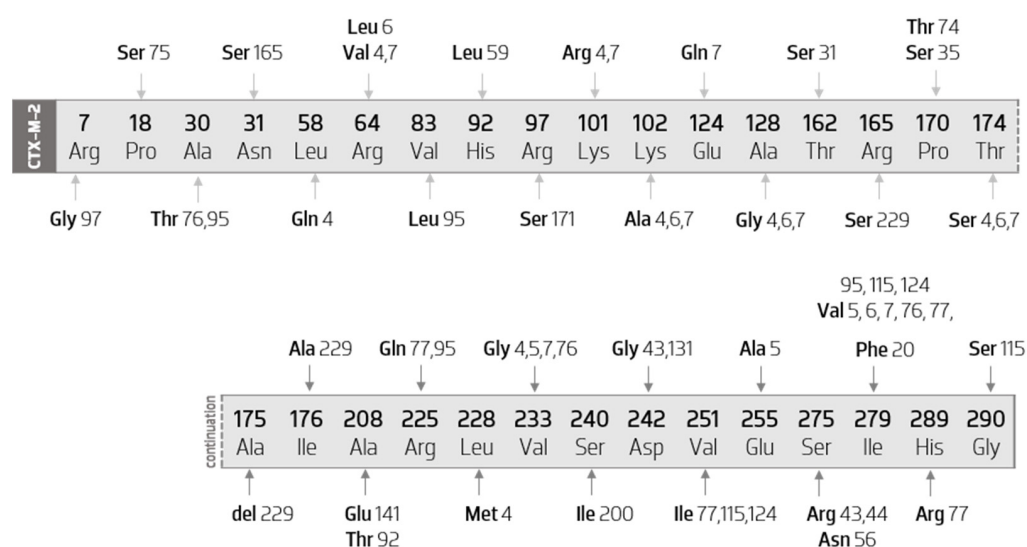 Leu 6
Thr 74
Ser 75 Ser 165 Val 4,7 Leu 59 Arg 4,7 Gln 7 Ser 31 Ser 35
CTX-M-2
7 18 30 31 58 64 83 92 97 101 102 124 128 162 165 170 174
Arg Pro Ala Asn Leu Arg Val His Arg Lys Lys Glu Ala Thr Arg Pro Thr
Gly 97 Thr 76,95 Gln 4 Leu 95 Ser 171 Ala 4,6,7 Gly 4,6,7 Ser 229 Ser 4,6,7
95, 115, 124
Val 5, 6, 7, 76, 77,
Ala 229 Gln 77,95 Gly 4,5,7,76 Gly 43,131 Ala 5 Phe 20 Ser 115
continuation
175 176 208 225 228 233 240 242 251 255 275 279 289 290
Ala Ile Ala Arg Leu Val Ser Asp Val Glu Ser Ile His Gly
del 229 Glu 141 Met 4 Ile 200 Ile 77,115,124 Arg 43,44 Arg 77
Thr 92 Asn 56